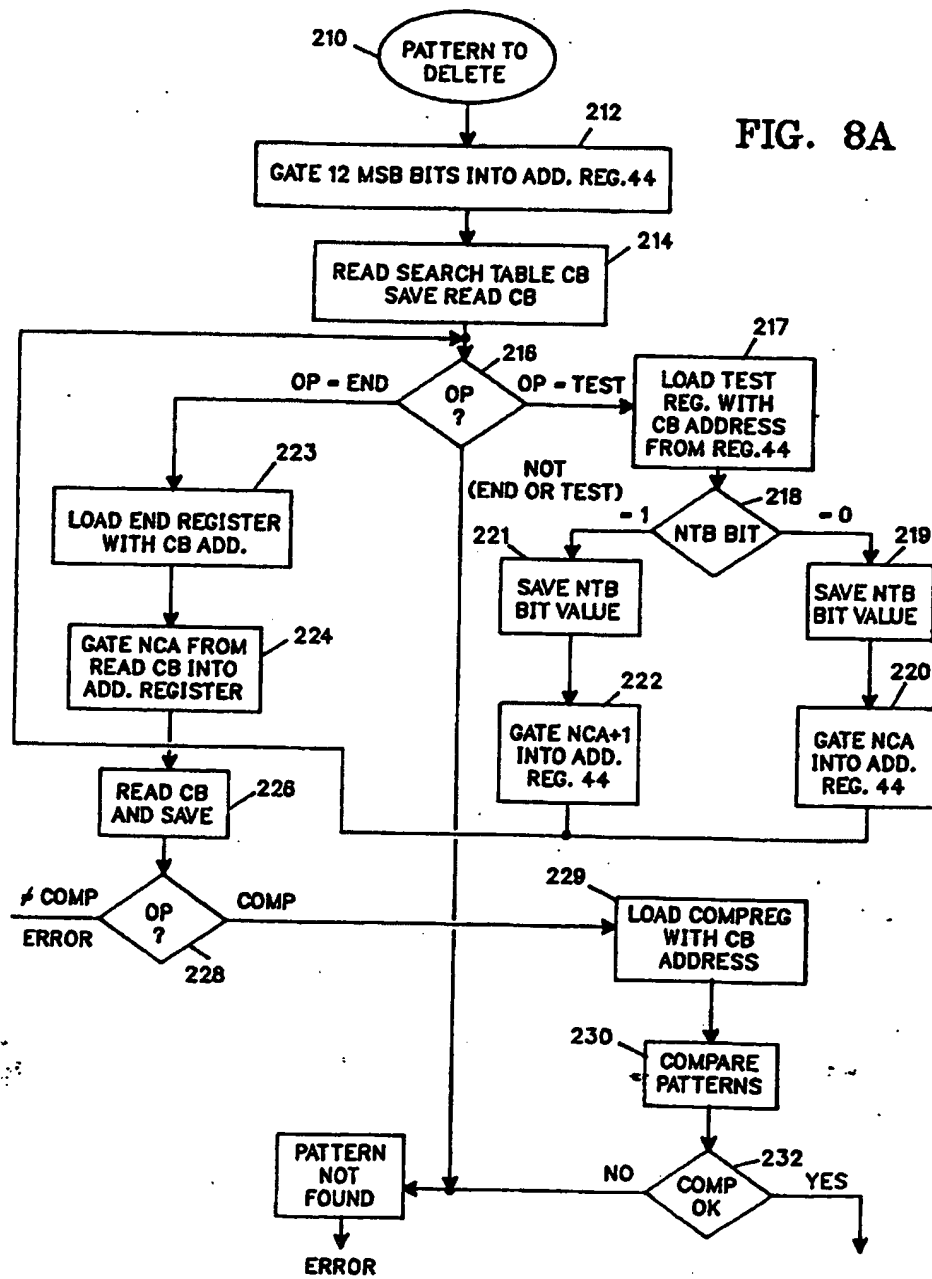 210
PATTERN TO
DELETE
FIG. 8A
212
GATE 12 MSB BITS INTO ADD. REG.44
214
READ SEARCH TABLE CB
SAVE READ CB
216
OP = END
OP
?
OP = TEST
217
LOAD TEST
REG. WITH
CB ADDRESS
FROM REG.44
NOT
(END OR TEST)
223
LOAD END REGISTER
WITH CB ADD.
= 1
218
NTB BIT
= 0
221
SAVE NTB
BIT VALUE
219
SAVE NTB
BIT VALUE
224
GATE NCA FROM
READ CB INTO
ADD. REGISTER
222
GATE NCA+1
INTO ADD.
REG. 44
220
GATE NCA
INTO ADD.
REG. 44
READ CB
AND SAVE
226
≠ COMP
ERROR
OP
?
COMP
228
229
LOAD COMPREG
WITH CB
ADDRESS
230
COMPARE
PATTERNS
PATTERN
NOT
FOUND
NO
COMP
OK
232
YES
ERROR